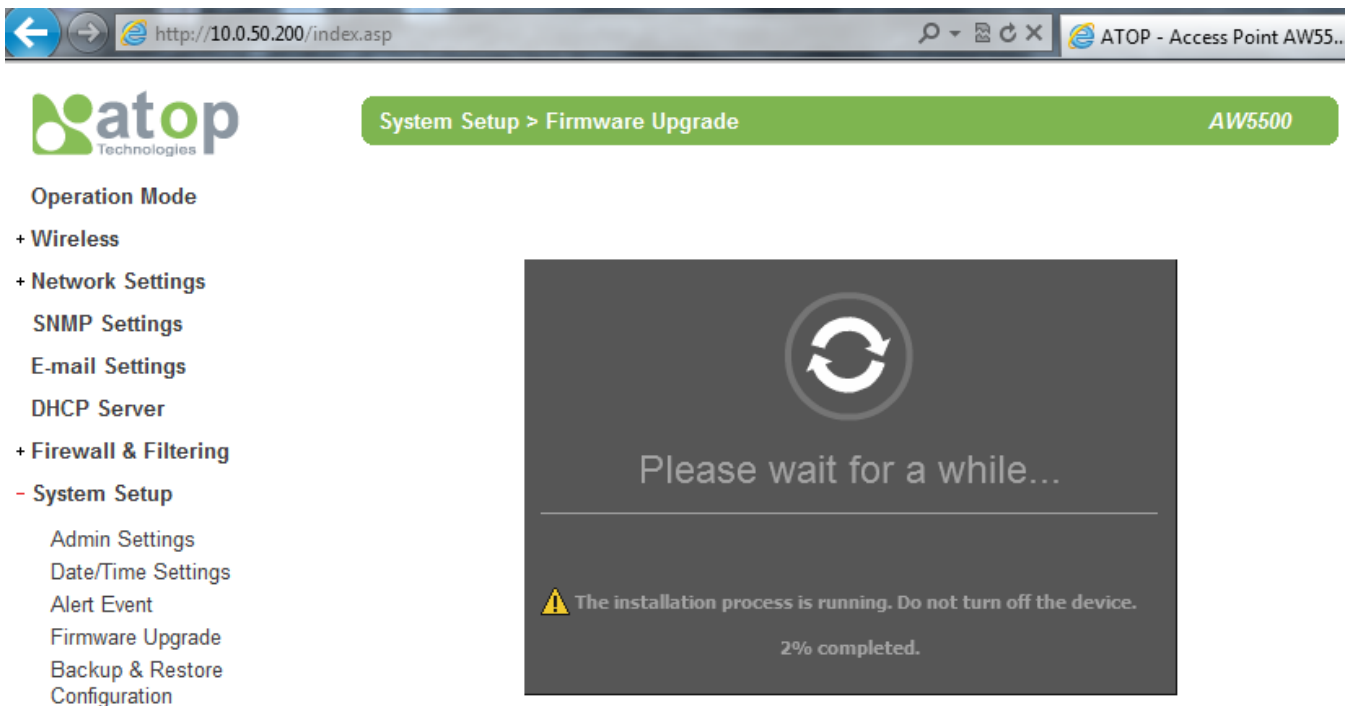 http://10.0.50.200/index.asp
ATOP - Access Point AW55...
atop
Technologies
System Setup > Firmware Upgrade
AW5500
Operation Mode
+ Wireless
+ Network Settings
SNMP Settings
E-mail Settings
DHCP Server
+ Firewall & Filtering
- System Setup
Admin Settings
Date/Time Settings
Alert Event
Firmware Upgrade
Backup & Restore
Configuration
Please wait for a while...
The installation process is running. Do not turn off the device.
2% completed.